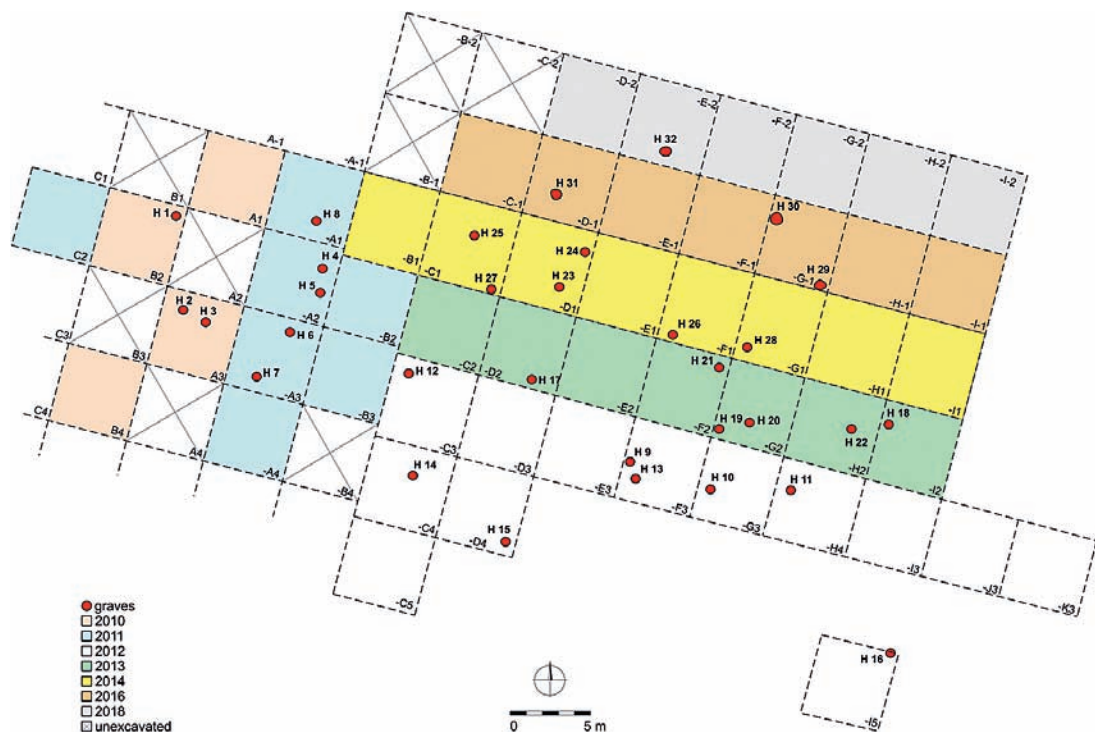 -B-2
-C-2
-D-2
-E-2
-F-2
-G-2
-H-2
-I-2
H 32
A-1
-A-1
-B-1
-C-1
-D-1
-E-1
-F-1
-G-1
-H-1
-I-1
H 31
H 30
H 29
C1
B1
A1
-A1
-B1
-C1
-D1
-E1
-F1
-G1
-H1
-I1
H 1
H 8
H 25
H 24
H 4
H 5
H 27
H 23
H 26
H 28
C2
B2
A2
-A2
-B2
-C2
-D2
-E2
-F2
-G2
-H2
-I2
H 2
H 3
H 6
H 7
H 12
H 17
H 21
H 19
H 20
H 22
H 18
C3
B3
A3
-A3
-B3
-C3
-D3
-E3
-F3
-G3
-H4
-I3
-J3
-K3
H 14
H 9
H 13
H 10
H 11
C4
B4
A4
-A4
-B4
-C4
-D4
H 15
-C5
H 16
-I5
graves
2010
2011
2012
2013
2014
2016
2018
unexcavated
0 5 m